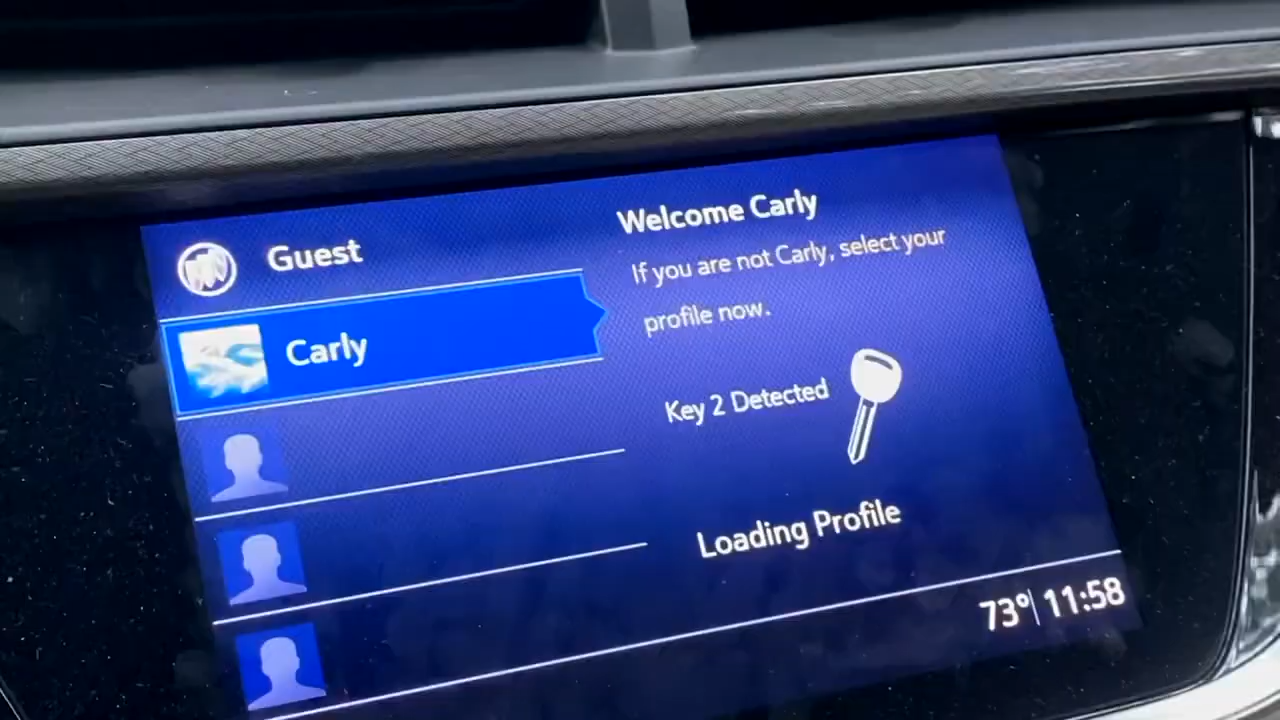 Guest
Carly
Welcome Carly
If you are not Carly, select your
profile now.
Key 2 Detected
Loading Profile
73° 11:58